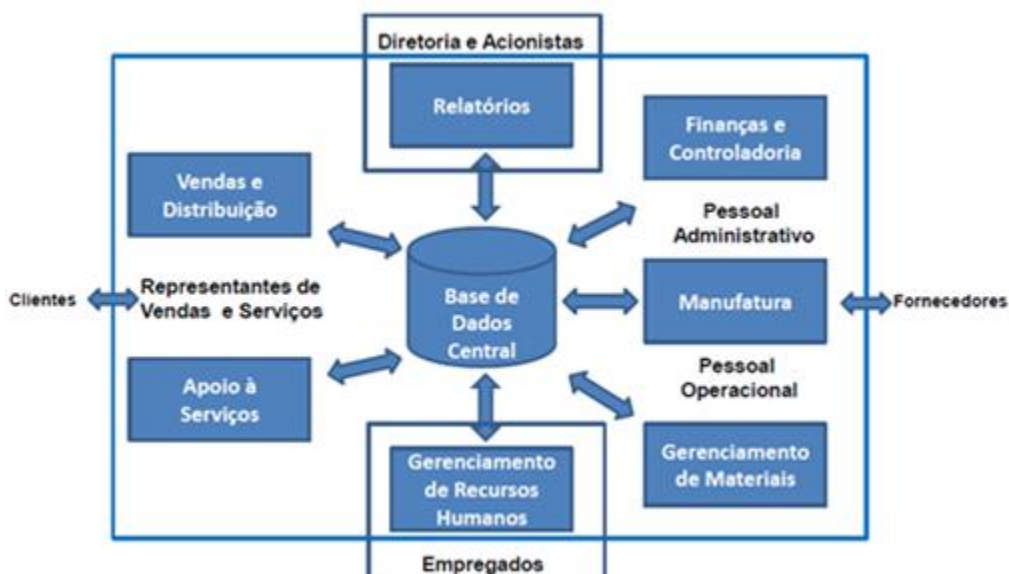 Diretoria e Acionistas
Relatórios
Finanças e
Controladoria
Vendas e
Distribuição
Pessoal
Administrativo
Clientes
Representantes de
Vendas e Serviços
Base de
Dados
Central
Manufatura
Fornecedores
Pessoal
Operacional
Apoio à
Serviços
Gerenciamento
de Recursos
Humanos
Gerenciamento
de Materiais
Empregados